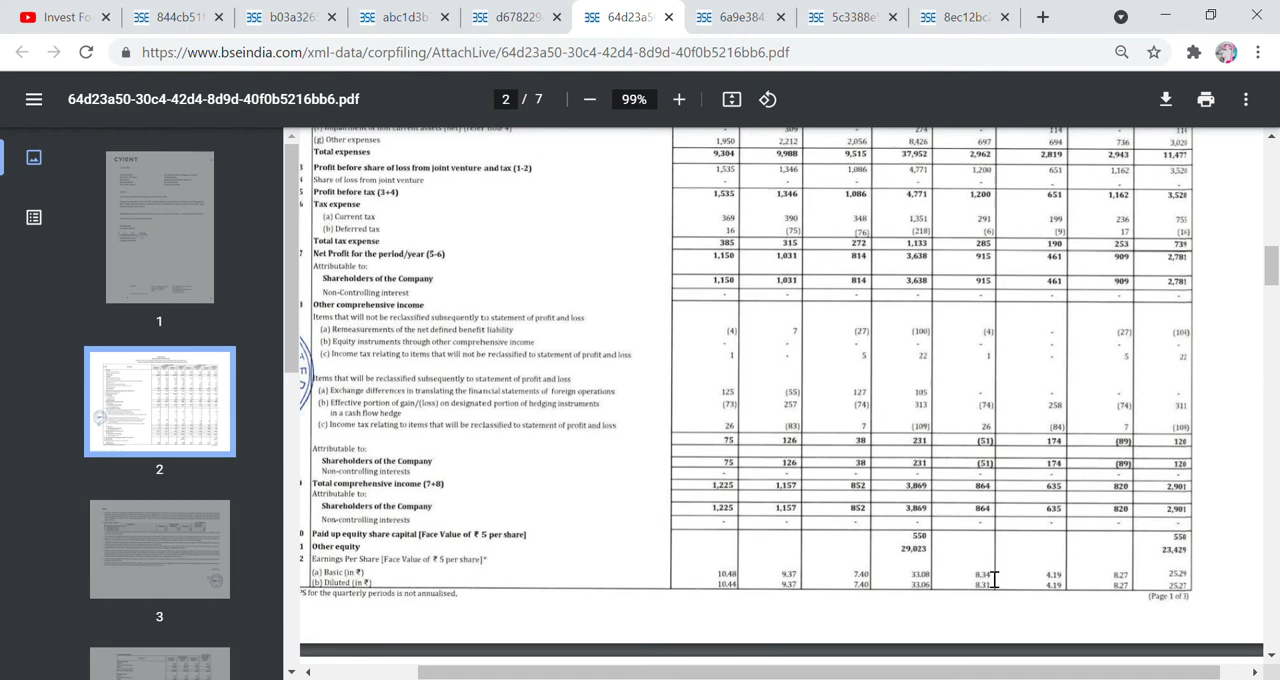 Invest Fo
844cb51f
b03a326
abc1d3b
d678229
64d23a5
6a9e384
5c3388e
8ec12bc
https://www.bseindia.com/xml-data/corpfiling/AttachLive/64d23a50-30c4-42d4-8d9d-40f0b5216bb6.pdf
64d23a50-30c4-42d4-8d9d-40f0b5216bb6.pdf 2 / 7 99%
CYIENT
1
2
3
(g) Other expenses 1,950 2,212 2,056 8,426 697 694 736 3,020
Total expenses 9,304 9,988 9,515 37,952 2,962 2,819 2,943 11,477
Profit before share of loss from joint venture and tax (1-2) 1,535 1,346 1,086 4,771 1,200 651 1,162 3,520
Share of loss from joint venture - - - - - - - -
Profit before tax (3+4) 1,535 1,346 1,086 4,771 1,200 651 1,162 3,520
Tax expense
(a) Current tax 369 390 348 1,351 291 199 236 755
(b) Deferred tax 16 (75) (76) (218) (6) (9) 17 (16)
Total tax expense 385 315 272 1,133 285 190 253 739
Net Profit for the period/year (5-6) 1,150 1,031 814 3,638 915 461 909 2,781
Attributable to:
Shareholders of the Company 1,150 1,031 814 3,638 915 461 909 2,781
Non-Controlling interest - - - - - - - -
Other comprehensive income
Items that will not be reclassified subsequently to statement of profit and loss
(a) Remeasurements of the net defined benefit liability (4) 7 (27) (100) (4) - (27) (104)
(b) Equity instruments through other comprehensive income - - - - - - - -
(c) Income tax relating to items that will not be reclassified to statement of profit and loss 1 - 5 22 1 - 5 22
Items that will be reclassified subsequently to statement of profit and loss
(a) Exchange differences in translating the financial statements of foreign operations 125 (55) 127 105 - - - -
(b) Effective portion of gain/(loss) on designated portion of hedging instruments (73) 257 (74) 313 (74) 258 (74) 311
in a cash flow hedge
(c) Income tax relating to items that will be reclassified to statement of profit and loss 26 (83) 7 (109) 26 (84) 7 (109)
75 126 38 231 (51) 174 (89) 120
Attributable to:
Shareholders of the Company 75 126 38 231 (51) 174 (89) 120
Non-controlling interests - - - - - - - -
Total comprehensive income (7+8) 1,225 1,157 852 3,869 864 635 820 2,901
Attributable to:
Shareholders of the Company 1,225 1,157 852 3,869 864 635 820 2,901
Non-controlling interests - - - - - - - -
Paid up equity share capital [Face Value of ₹ 5 per share] 550 550
Other equity 29,023 23,429
Earnings Per Share [Face Value of ₹ 5 per share]*
(a) Basic (in ₹) 10.48 9.37 7.40 33.08 8.34 4.19 8.27 25.29
(b) Diluted (in ₹) 10.44 9.37 7.40 33.06 8.31 4.19 8.27 25.27
for the quarterly periods is not annualised. (Page 1 of 3)